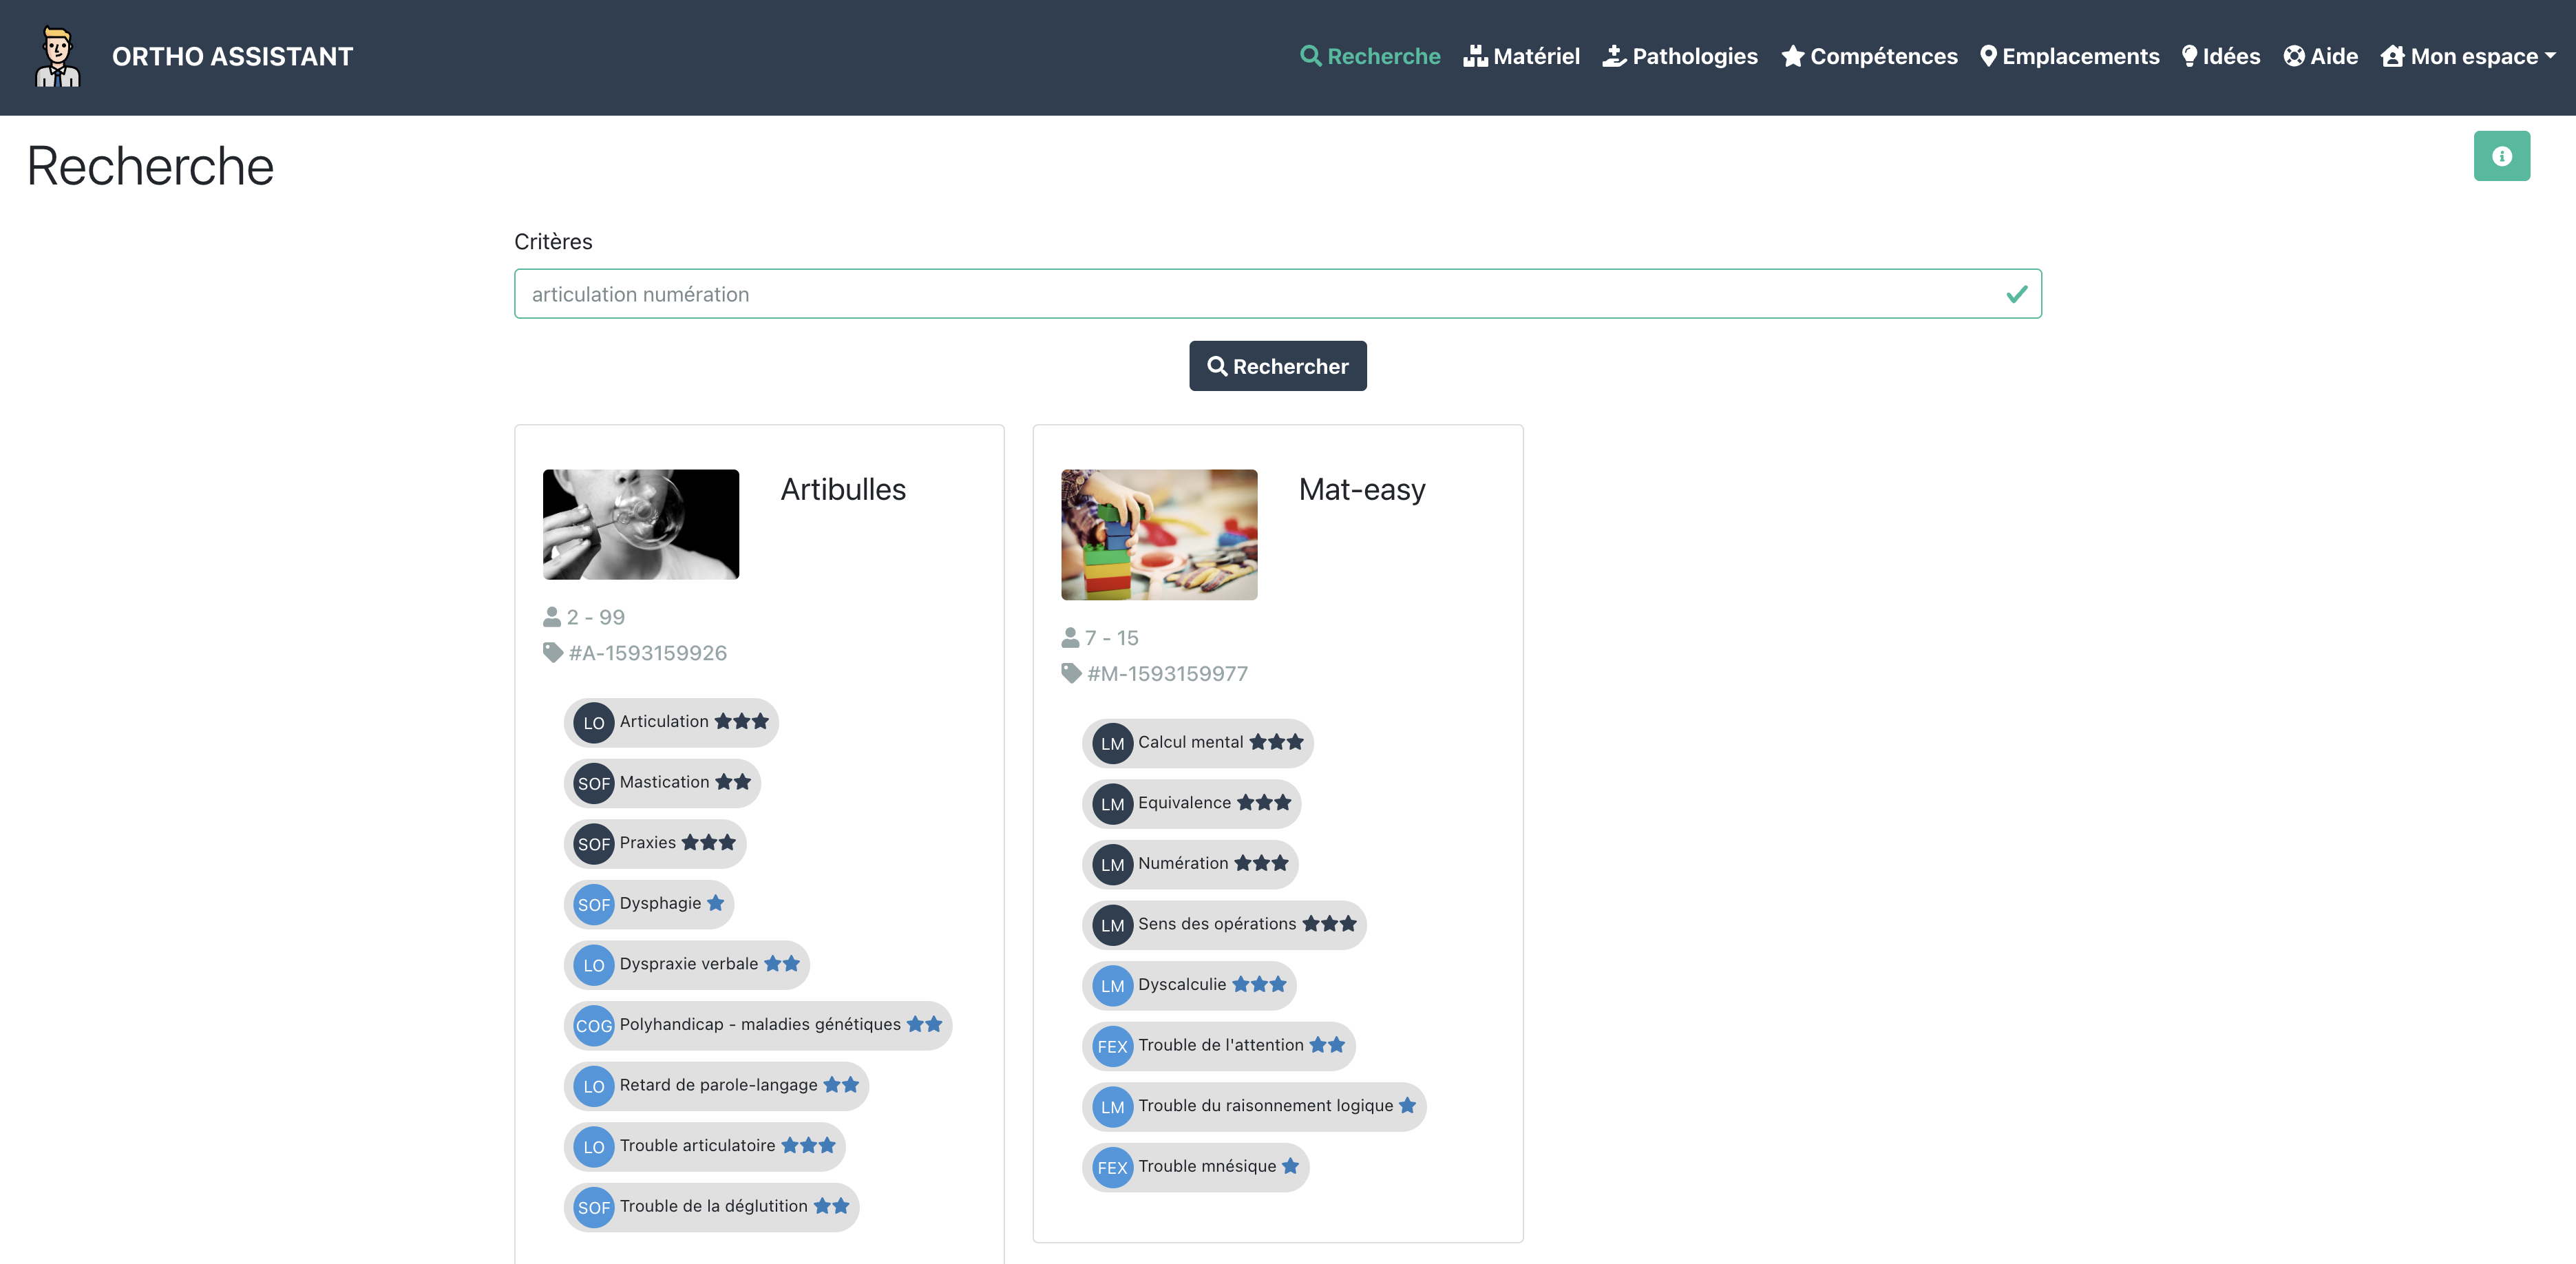 ORTHO ASSISTANT
Recherche
Matériel
Pathologies
Compétences
Emplacements
Idées
Aide
Mon espace
Recherche
Critères
articulation numération
Rechercher
Artibulles
2 - 99
#A-1593159926
LO Articulation
SOF Mastication
SOF Praxies
SOF Dysphagie
LO Dyspraxie verbale
COG Polyhandicap - maladies génétiques
LO Retard de parole-langage
LO Trouble articulatoire
SOF Trouble de la déglutition
Mat-easy
7 - 15
#M-1593159977
LM Calcul mental
LM Equivalence
LM Numération
LM Sens des opérations
LM Dyscalculie
FEX Trouble de l'attention
LM Trouble du raisonnement logique
FEX Trouble mnésique